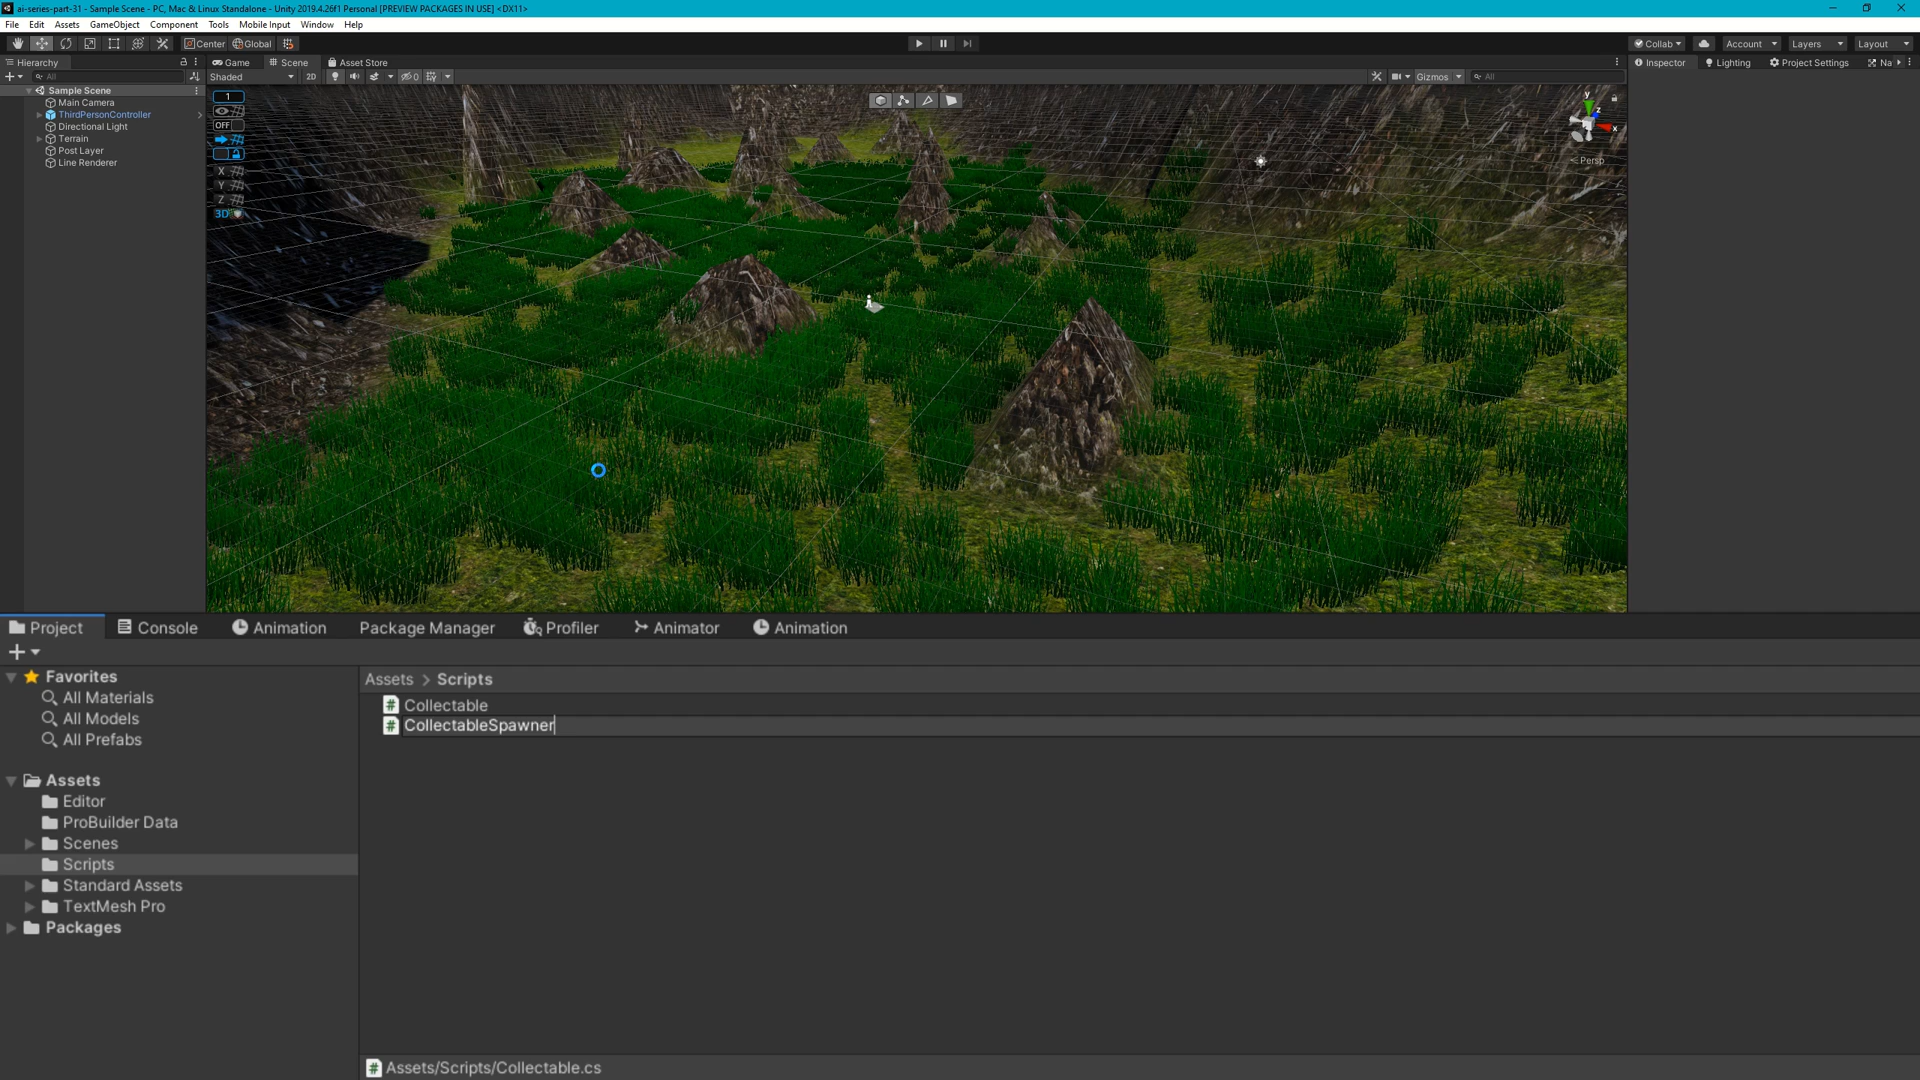 ai-series-part-31 - Sample Scene - PC, Mac & Linux Standalone - Unity 2019.4.26f1 Personal [PREVIEW PACKAGES IN USE] <DX11>
File Edit Assets GameObject Component Tools Mobile Input Window Help
Center Global Collab Account Layers Layout
Hierarchy Game Scene Asset Store Inspector Lighting Project Settings Na
All Shaded 2D 0 Gizmos All
Sample Scene
Main Camera
ThirdPersonController
Directional Light
Terrain
Post Layer
Line Renderer
1
OFF
X
Y
Z
3D
y
z
x
< Persp
Project Console Animation Package Manager Profiler Animator Animation
Favorites
All Materials
All Models
All Prefabs
Assets
Editor
ProBuilder Data
Scenes
Scripts
Standard Assets
TextMesh Pro
Packages
Assets > Scripts
# Collectable
# CollectableSpawner
# Assets/Scripts/Collectable.cs